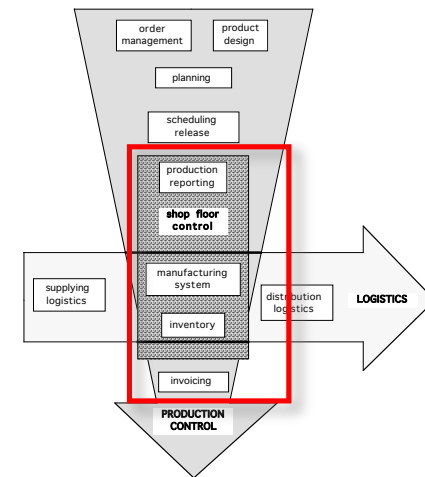 order
management
product
design
planning
scheduling
release
production
reporting
shop floor
control
manufacturing
system
supplying
logistics
distribution
logistics
LOGISTICS
inventory
invoicing
PRODUCTION
CONTROL